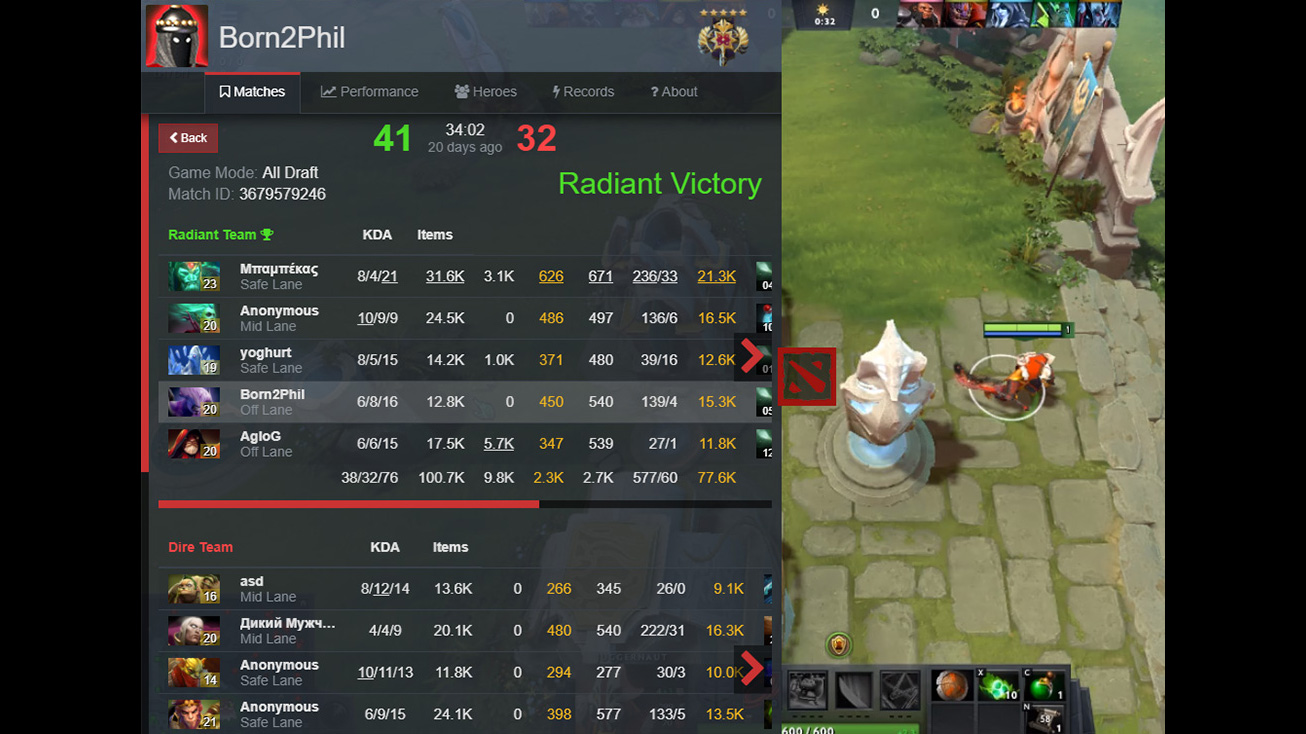 Born2Phil
0
Matches Performance Heroes Records ? About
Back
41 34:02 32
20 days ago
Game Mode: All Draft
Match ID: 3679579246
Radiant Victory
Radiant Team KDA Items
Μπαμπέκας
23 Safe Lane 8/4/21 31.6K 3.1K 626 671 236/33 21.3K 04
Anonymous
20 Mid Lane 10/9/9 24.5K 0 486 497 136/6 16.5K 10
yoghurt
19 Safe Lane 8/5/15 14.2K 1.0K 371 480 39/16 12.6K 01
Born2Phil
20 Off Lane 6/8/16 12.8K 0 450 540 139/4 15.3K 05
AgloG
20 Off Lane 6/6/15 17.5K 5.7K 347 539 27/1 11.8K 12
38/32/76 100.7K 9.8K 2.3K 2.7K 577/60 77.6K
Dire Team KDA Items
asd
16 Mid Lane 8/12/14 13.6K 0 266 345 26/0 9.1K
Дикий Мужч...
20 Mid Lane 4/4/9 20.1K 0 480 540 222/31 16.3K
Anonymous
14 Safe Lane 10/11/13 11.8K 0 294 277 30/3 10.0K
Anonymous
21 Safe Lane 6/9/15 24.1K 0 398 577 133/5 13.5K
0:32 0
1
X 10 C 1
N 58 1
600 / 600